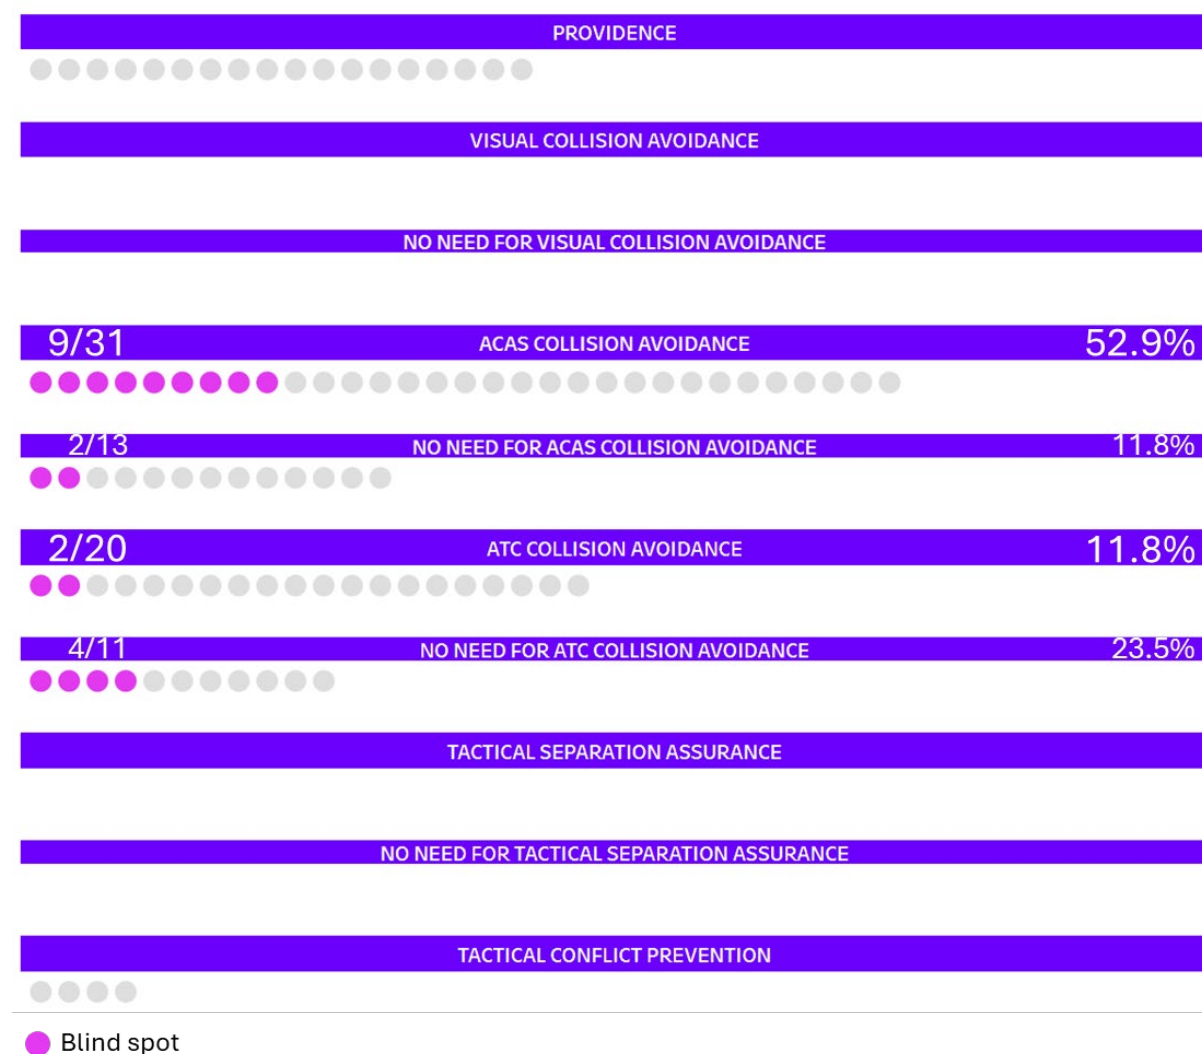 PROVIDENCE
VISUAL COLLISION AVOIDANCE
NO NEED FOR VISUAL COLLISION AVOIDANCE
9/31 ACAS COLLISION AVOIDANCE 52.9%
2/13 NO NEED FOR ACAS COLLISION AVOIDANCE 11.8%
2/20 ATC COLLISION AVOIDANCE 11.8%
4/11 NO NEED FOR ATC COLLISION AVOIDANCE 23.5%
TACTICAL SEPARATION ASSURANCE
NO NEED FOR TACTICAL SEPARATION ASSURANCE
TACTICAL CONFLICT PREVENTION
Blind spot